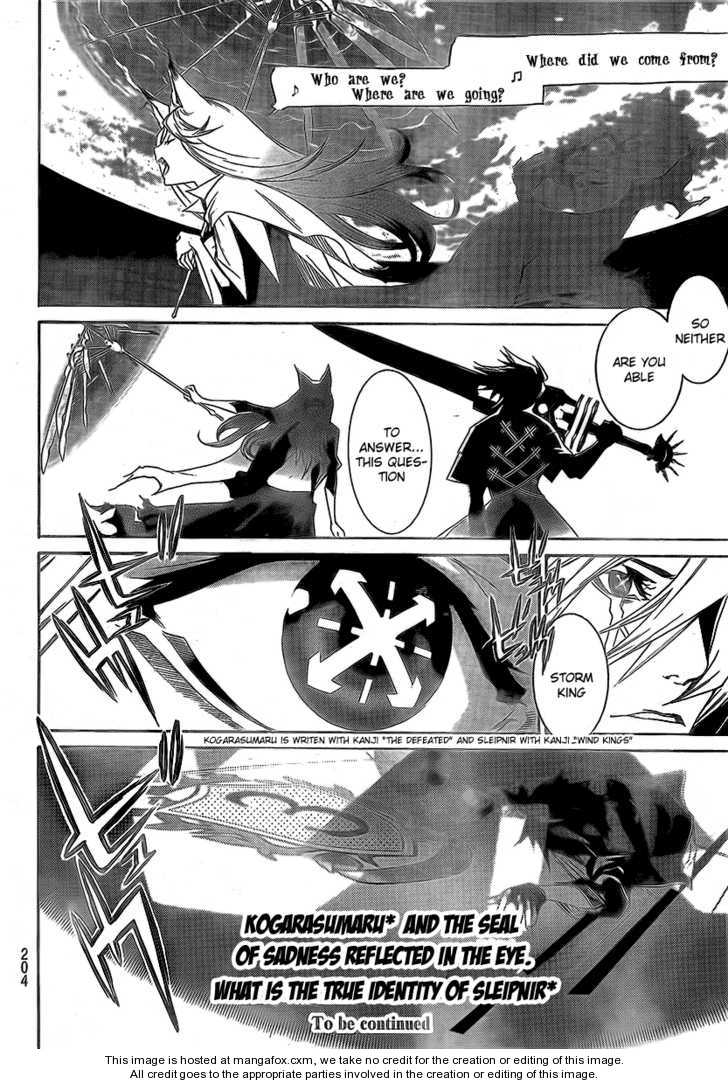 Where did we come from?
Who are we?
Where are we going?
SO
NEITHER
ARE YOU
ABLE
TO
ANSWER...
THIS QUES-
TION
STORM
KING
KOGARASUMARU IS WRITEN WITH KANJI "THE DEFEATED" AND SLEIPNIR WITH KANJI "WIND KINGS"
KOGARASUMARU* AND THE SEAL
OF SADNESS REFLECTED IN THE EYE.
WHAT IS THE TRUE IDENTITY OF SLEIPNIR*
To be continued
204
This image is hosted at mangafox.cxm, we take no credit for the creation or editing of this image.
All credit goes to the appropriate parties involved in the creation or editing of this image.